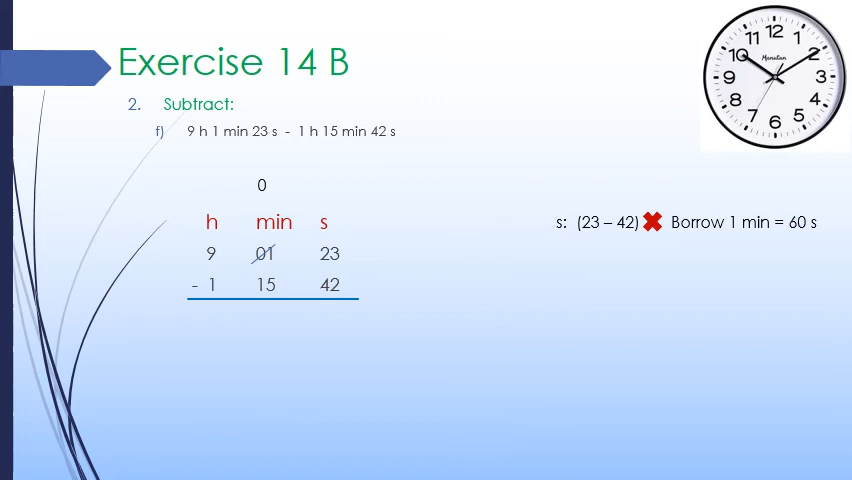 Exercise 14 B
2. Subtract:
f) 9 h 1 min 23 s - 1 h 15 min 42 s
0
h min s
9 01 23
- 1 15 42
s: (23 – 42) ✖ Borrow 1 min = 60 s
12
1
2
3
4
5
6
7
8
9
10
11
Manutan